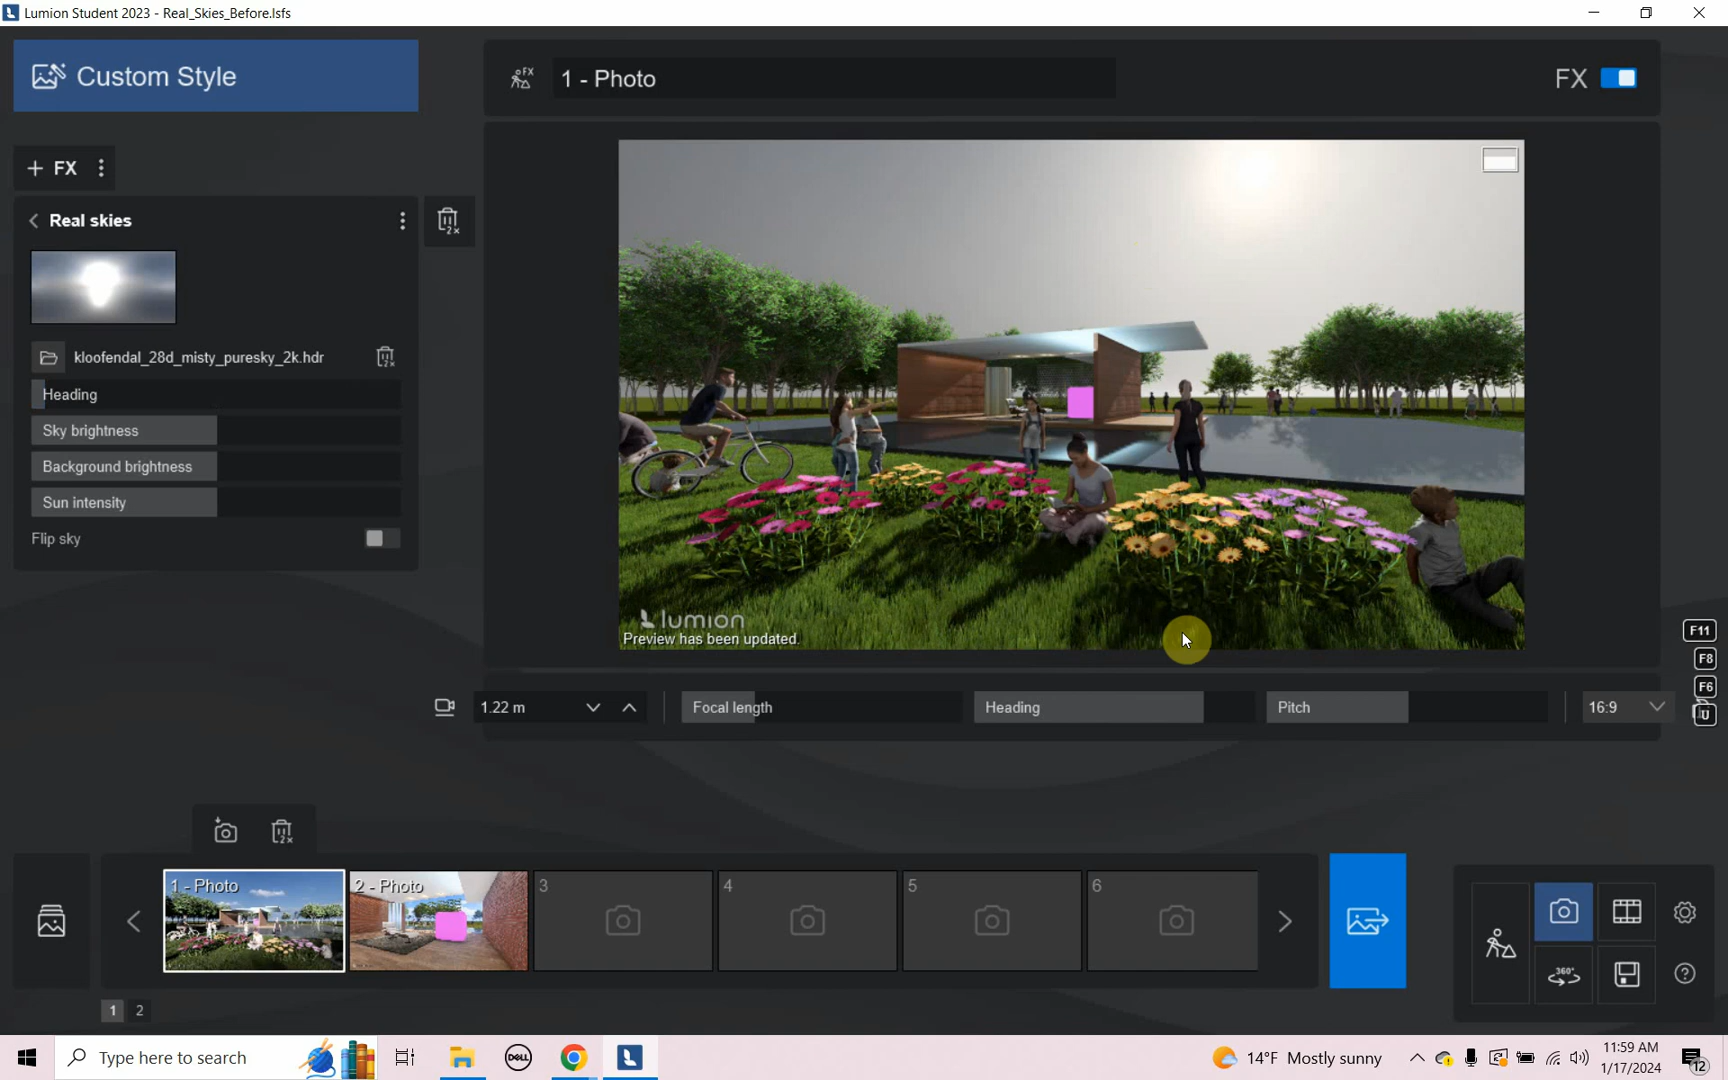 Lumion Student 2023 - Real_Skies_Before.lsfs
Custom Style
FX
1 - Photo
FX
+ FX
Real skies
kloofendal_28d_misty_puresky_2k.hdr
Heading
Sky brightness
Background brightness
Sun intensity
Flip sky
lumion
Preview has been updated.
F11
F8
F6
U
1.22 m
Focal length
Heading
Pitch
16:9
1 - Photo
2 - Photo
3
4
5
6
360°
1
2
Type here to search
DELL
14°F Mostly sunny
11:59 AM
1/17/2024
12